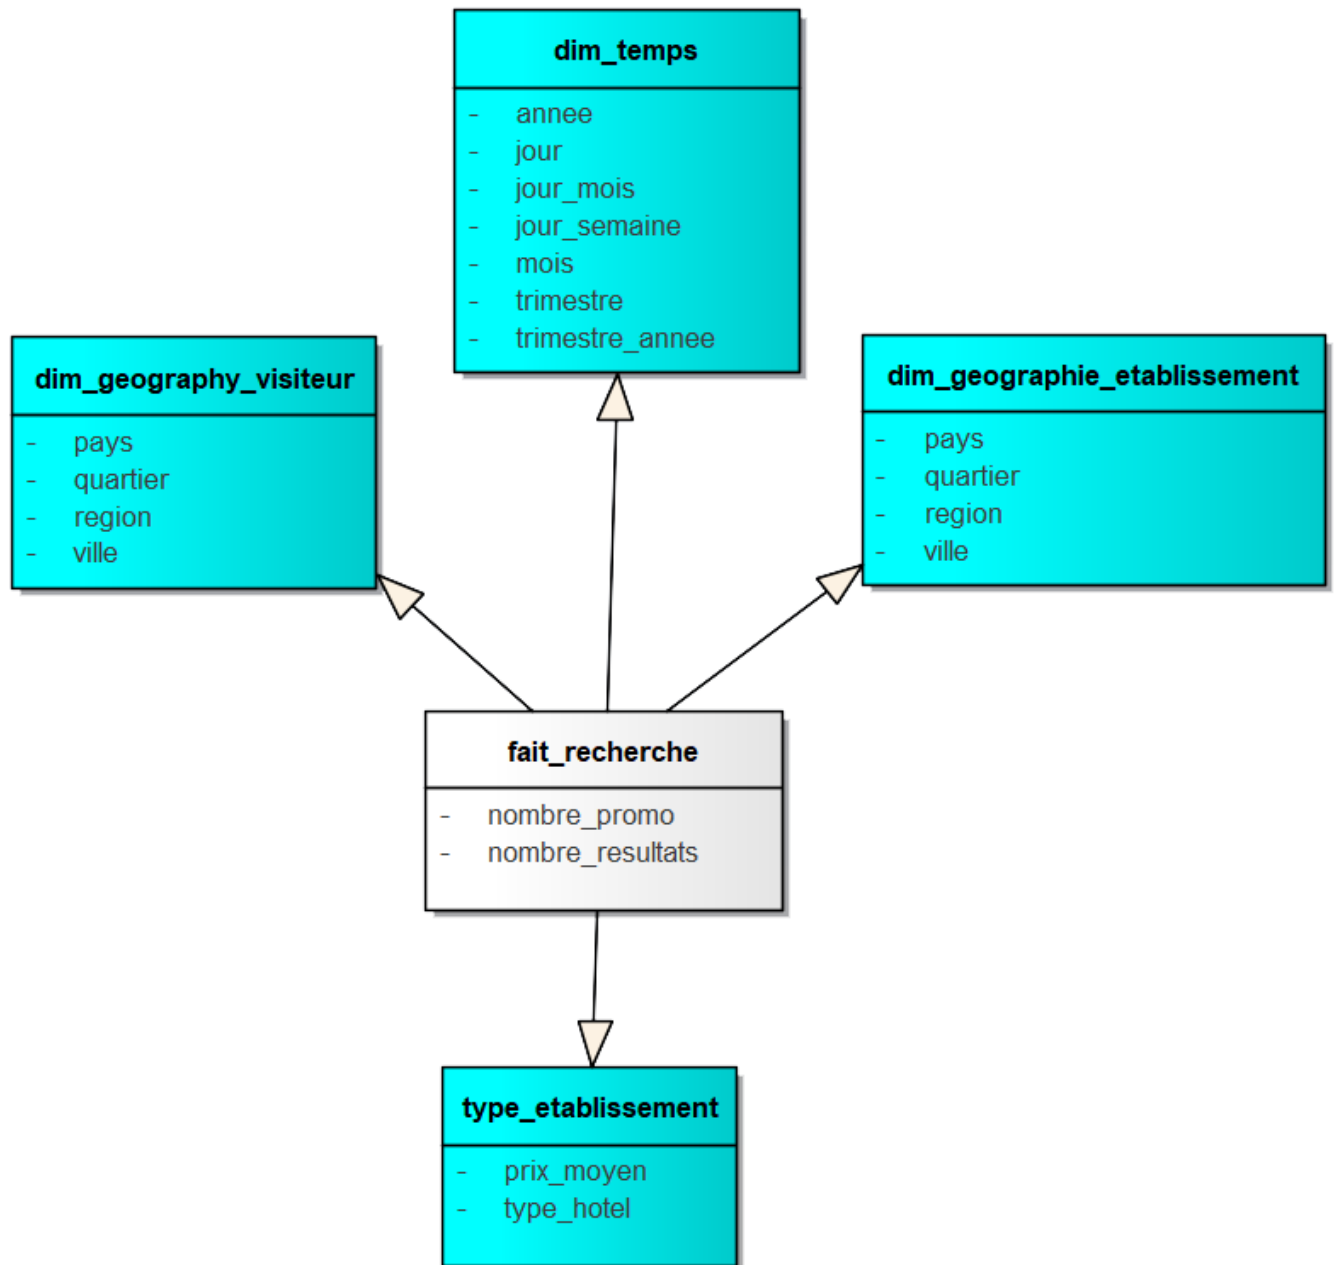 dim_temps
- annee
- jour
- jour_mois
- jour_semaine
- mois
- trimestre
- trimestre_annee
dim_geography_visiteur
- pays
- quartier
- region
- ville
dim_geographie_etablissement
- pays
- quartier
- region
- ville
fait_recherche
- nombre_promo
- nombre_resultats
type_etablissement
- prix_moyen
- type_hotel